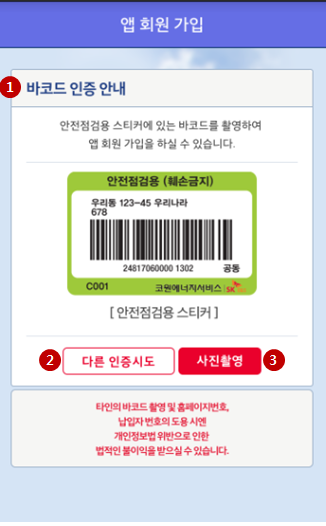 앱 회원 가입
1 바코드 인증 안내
안전점검용 스티커에 있는 바코드를 촬영하여
앱 회원 가입을 하실 수 있습니다.
안전점검용 (훼손금지)
우리동 123-45 우리나라
678
24817060000 1302 공동
C001 코원에너지서비스 SK
[ 안전점검용 스티커 ]
2 다른 인증시도 사진촬영 3
타인의 바코드 촬영 및 홈페이지번호,
납입자 번호의 도용 시엔
개인정보법 위반으로 인한
법적인 불이익을 받으실 수 있습니다.